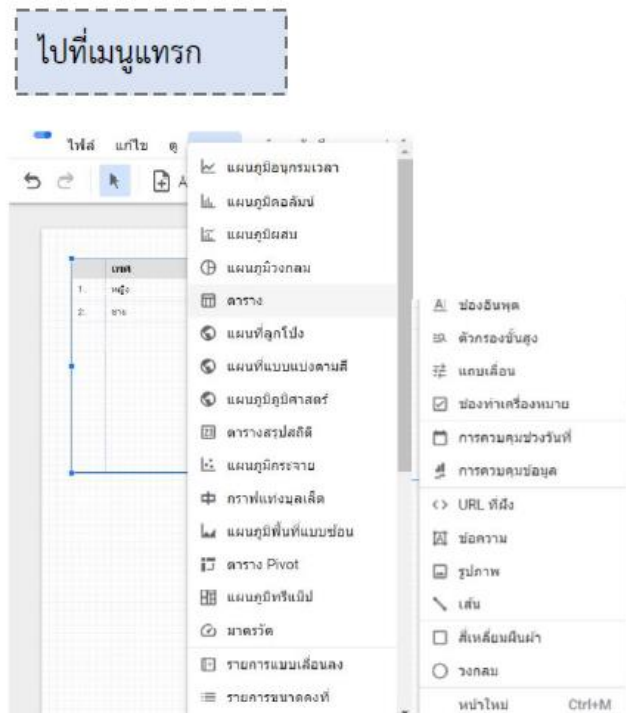 ไปที่เมนูแทรก
ไฟล์ แก้ไข ดู
แผนภูมิอนุกรมเวลา
แผนภูมิคอลัมน์
แผนภูมิผสม
แผนภูมิวงกลม
ตาราง
แผนที่ลูกโป่ง
แผนที่แบบแบ่งตามสี
แผนภูมิภูมิศาสตร์
ตารางสรุปสถิติ
แผนภูมิกระจาย
กราฟแท่งบุลเล็ต
แผนภูมิพื้นที่แบบซ้อน
ตาราง Pivot
แผนภูมิทรีแม็ป
มาตรวัด
รายการแบบเลื่อนลง
รายการขนาดคงที่
ช่องอินพุต
ตัวกรองขั้นสูง
แถบเลื่อน
ช่องทำเครื่องหมาย
การควบคุมช่วงวันที่
การควบคุมข้อมูล
URL ที่ฝัง
ข้อความ
รูปภาพ
เส้น
สี่เหลี่ยมผืนผ้า
วงกลม
หน้าใหม่ Ctrl+M
เพศ
1. หญิง
2. ชาย